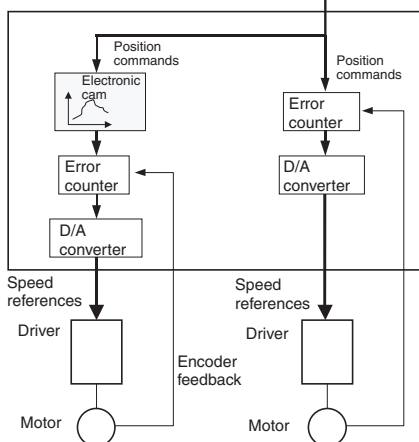 Position
commands
Position
commands
Electronic
cam
Error
counter
Error
counter
D/A
converter
D/A
converter
Speed
references
Speed
references
Driver
Driver
Encoder
feedback
Motor
Motor